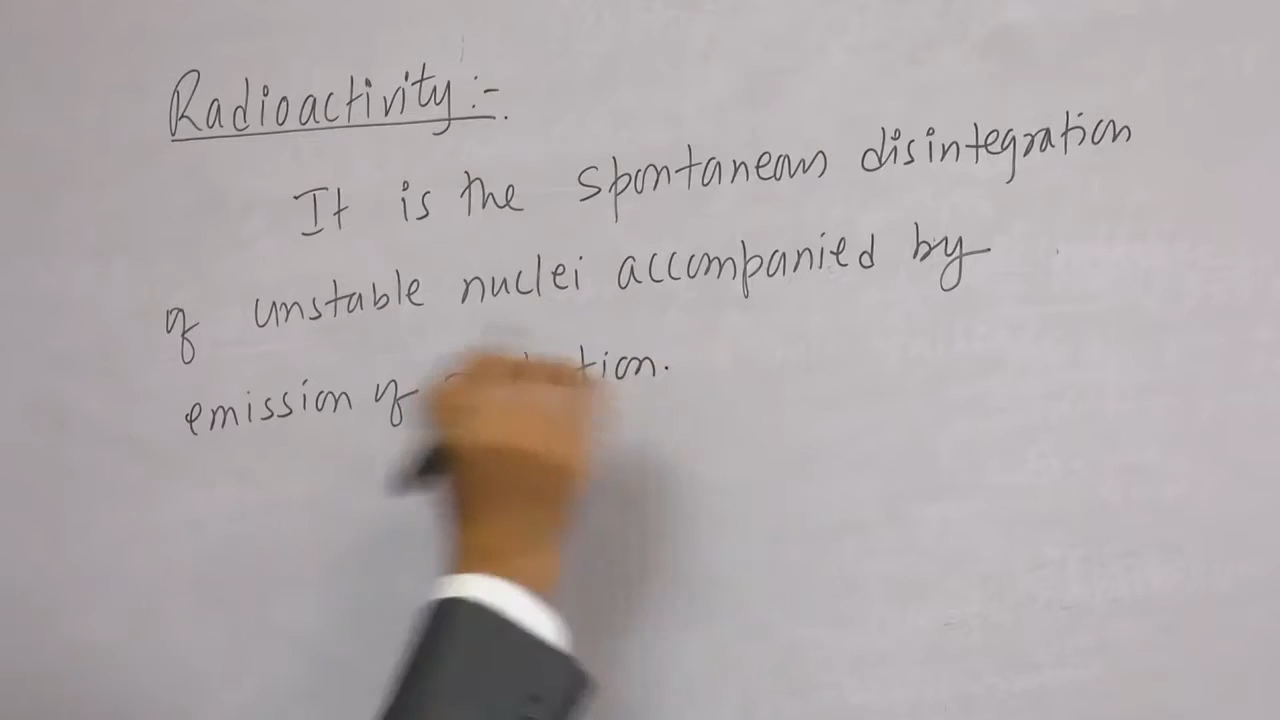 Radioactivity :-
It is the spontaneous disintegration
of unstable nuclei accompanied by
emission of